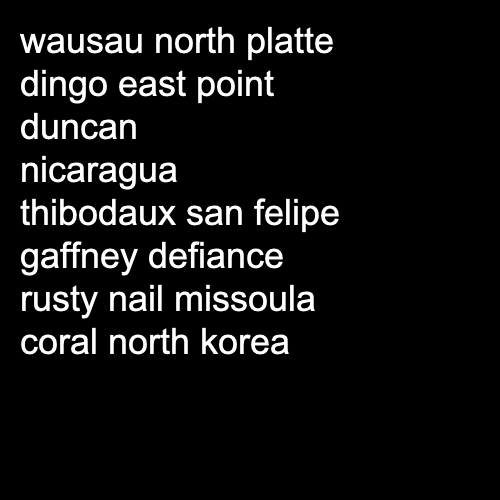 wausau north platte
dingo east point
duncan
nicaragua
thibodaux san felipe
gaffney defiance
rusty nail missoula
coral north korea